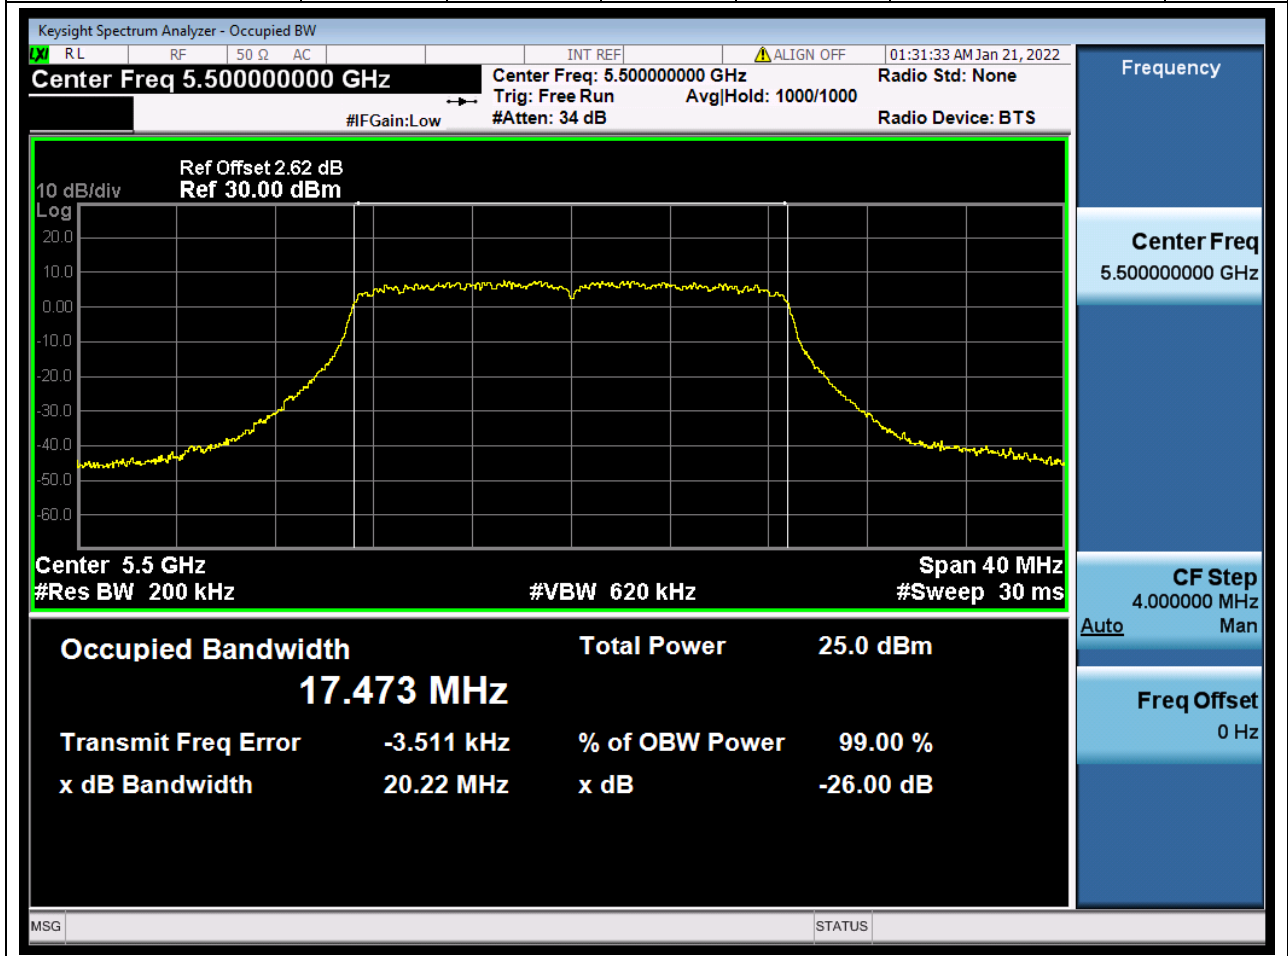 Keysight Spectrum Analyzer - Occupied BW
LXI RL RF 50 Ω AC INT REF ALIGN OFF 01:31:33 AM Jan 21, 2022
Center Freq 5.500000000 GHz
Center Freq: 5.500000000 GHz
Radio Std: None
Trig: Free Run Avg|Hold: 1000/1000
#IFGain:Low
#Atten: 34 dB
Radio Device: BTS
Ref Offset 2.62 dB
10 dB/div Ref 30.00 dBm
Log
20.0
10.0
0.00
-10.0
-20.0
-30.0
-40.0
-50.0
-60.0
Center 5.5 GHz Span 40 MHz
#Res BW 200 kHz #VBW 620 kHz #Sweep 30 ms
Occupied Bandwidth Total Power 25.0 dBm
17.473 MHz
Transmit Freq Error -3.511 kHz % of OBW Power 99.00 %
x dB Bandwidth 20.22 MHz x dB -26.00 dB
Frequency
Center Freq
5.500000000 GHz
CF Step
4.000000 MHz
Auto Man
Freq Offset
0 Hz
MSG STATUS